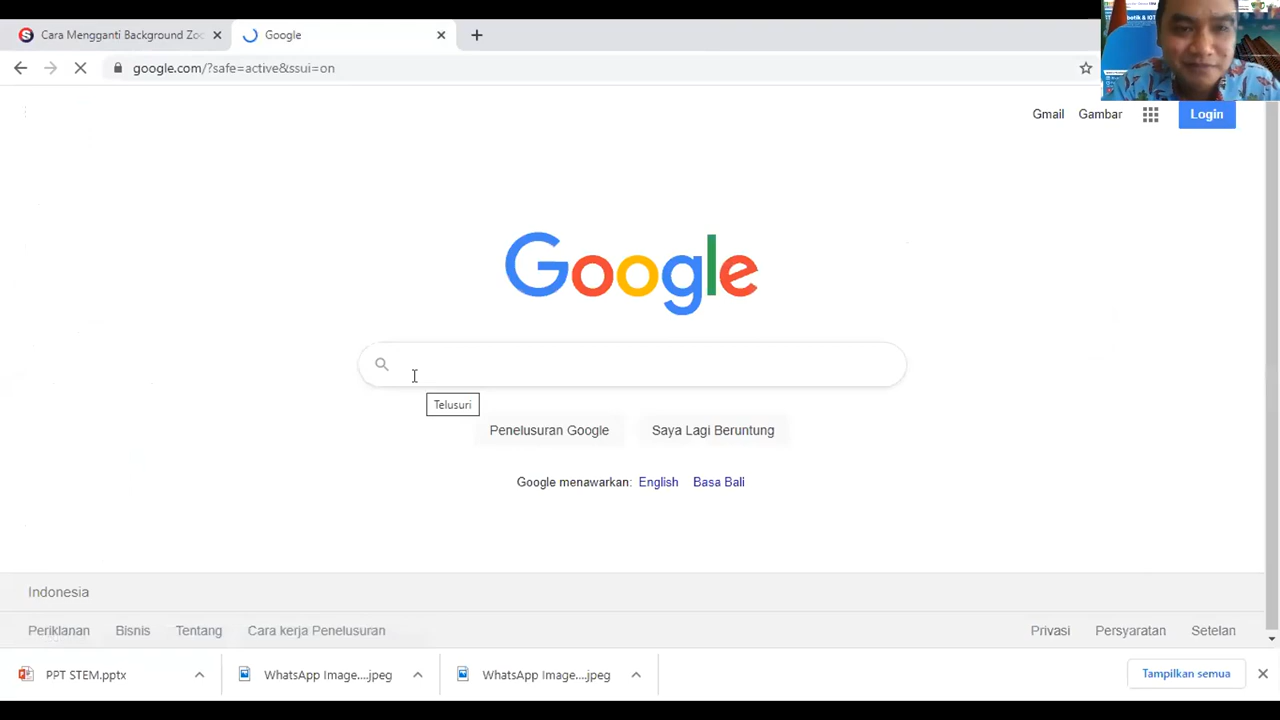 Cara Mengganti Background Zoo
Google
google.com/?safe=active&ssui=on
Gmail
Gambar
Login
Google
Telusuri
Penelusuran Google
Saya Lagi Beruntung
Google menawarkan: English Basa Bali
Indonesia
Periklanan
Bisnis
Tentang
Cara kerja Penelusuran
Privasi
Persyaratan
Setelan
PPT STEM.pptx
WhatsApp Image....jpeg
WhatsApp Image....jpeg
Tampilkan semua